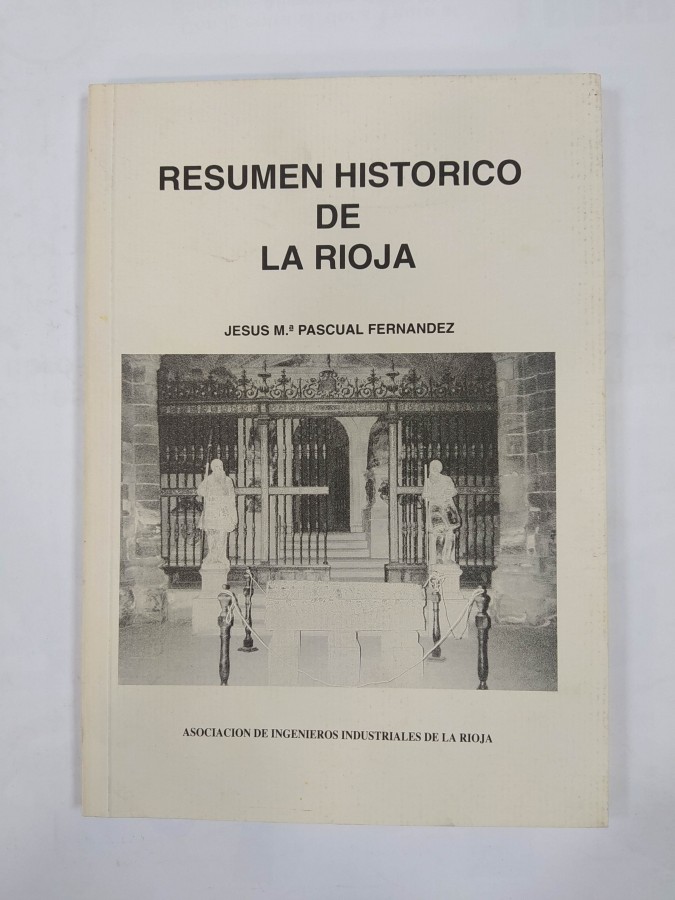 RESUMEN HISTORICO
DE
LA RIOJA
JESUS M.ª PASCUAL FERNANDEZ
ASOCIACION DE INGENIEROS INDUSTRIALES DE LA RIOJA